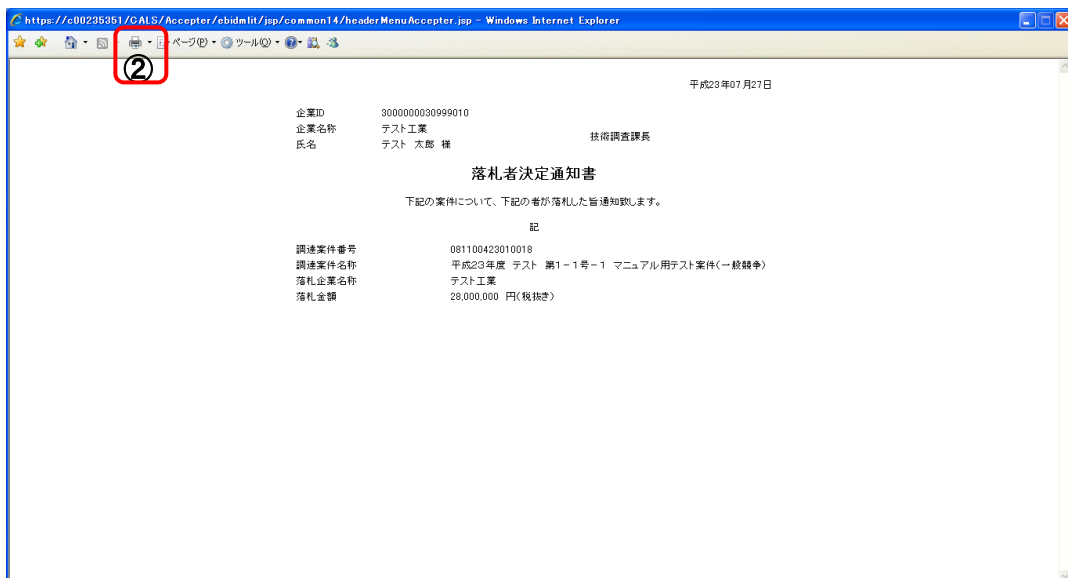 https://c00235351/CALS/Accepter/ebidmlit/jsp/common14/headerMenuAccepter.jsp - Windows Internet Explorer
ページ(P) ツール(O)
②
平成23年07月27日
企業ID 3000000030999010
企業名称 テスト工業
技術調査課長
氏名 テスト 太郎 様
落札者決定通知書
下記の案件について、下記の者が落札した旨通知致します。
記
調達案件番号 081100423010018
調達案件名称 平成23年度 テスト 第1-1号-1 マニュアル用テスト案件(一般競争)
落札企業名称 テスト工業
落札金額 28,000,000 円(税抜き)